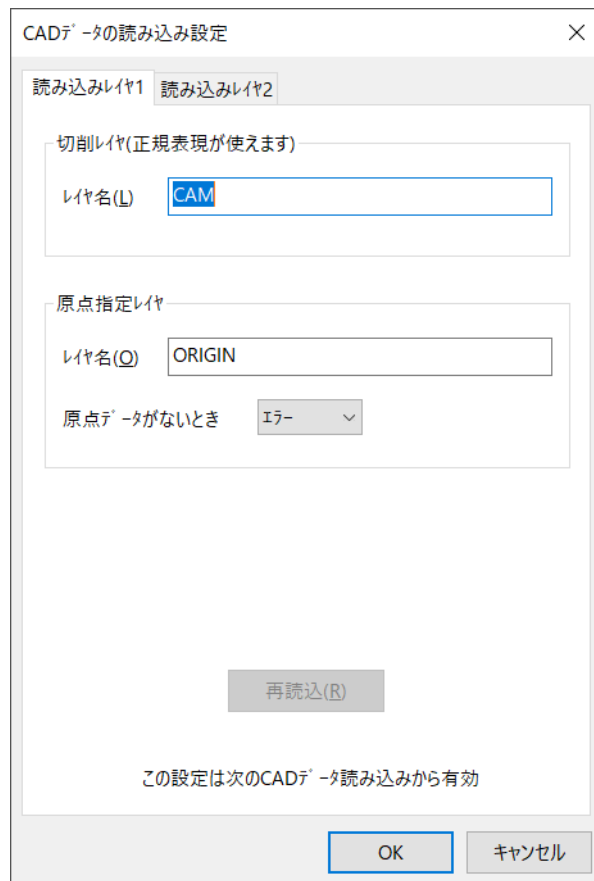 CADﾃﾞｰﾀの読み込み設定
読み込みﾚｲﾔ1 読み込みﾚｲﾔ2
切削ﾚｲﾔ(正規表現が使えます)
ﾚｲﾔ名(L) CAM
原点指定ﾚｲﾔ
ﾚｲﾔ名(O) ORIGIN
原点ﾃﾞｰﾀがないとき ｴﾗｰ
再読込(R)
この設定は次のCADﾃﾞｰﾀ読み込みから有効
OK ｷｬﾝｾﾙ